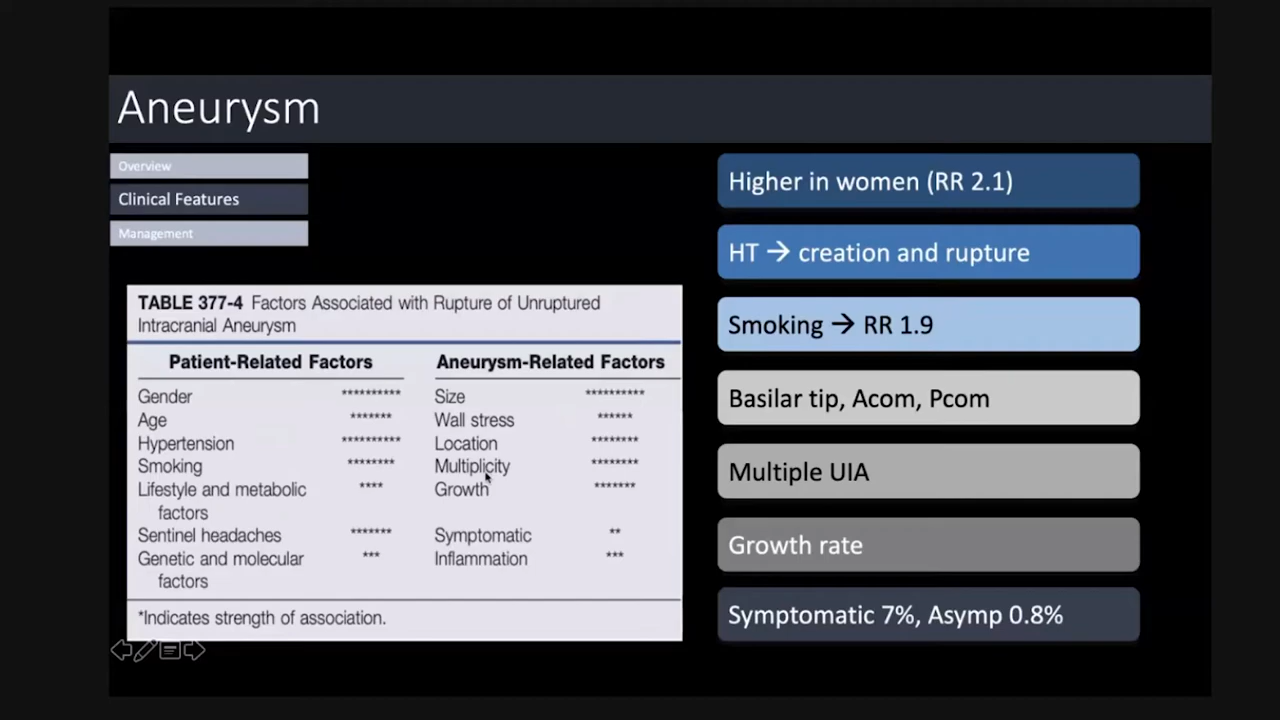 Aneurysm
Overview
Clinical Features
Management
TABLE 377-4 Factors Associated with Rupture of Unruptured
Intracranial Aneurysm
Patient-Related Factors Aneurysm-Related Factors
Gender ********** Size **********
Age ******* Wall stress ******
Hypertension ********** Location ********
Smoking ******** Multiplicity ********
Lifestyle and metabolic **** Growth *******
factors
Sentinel headaches ******* Symptomatic **
Genetic and molecular *** Inflammation ***
factors
*Indicates strength of association.
Higher in women (RR 2.1)
HT → creation and rupture
Smoking → RR 1.9
Basilar tip, Acom, Pcom
Multiple UIA
Growth rate
Symptomatic 7%, Asymp 0.8%